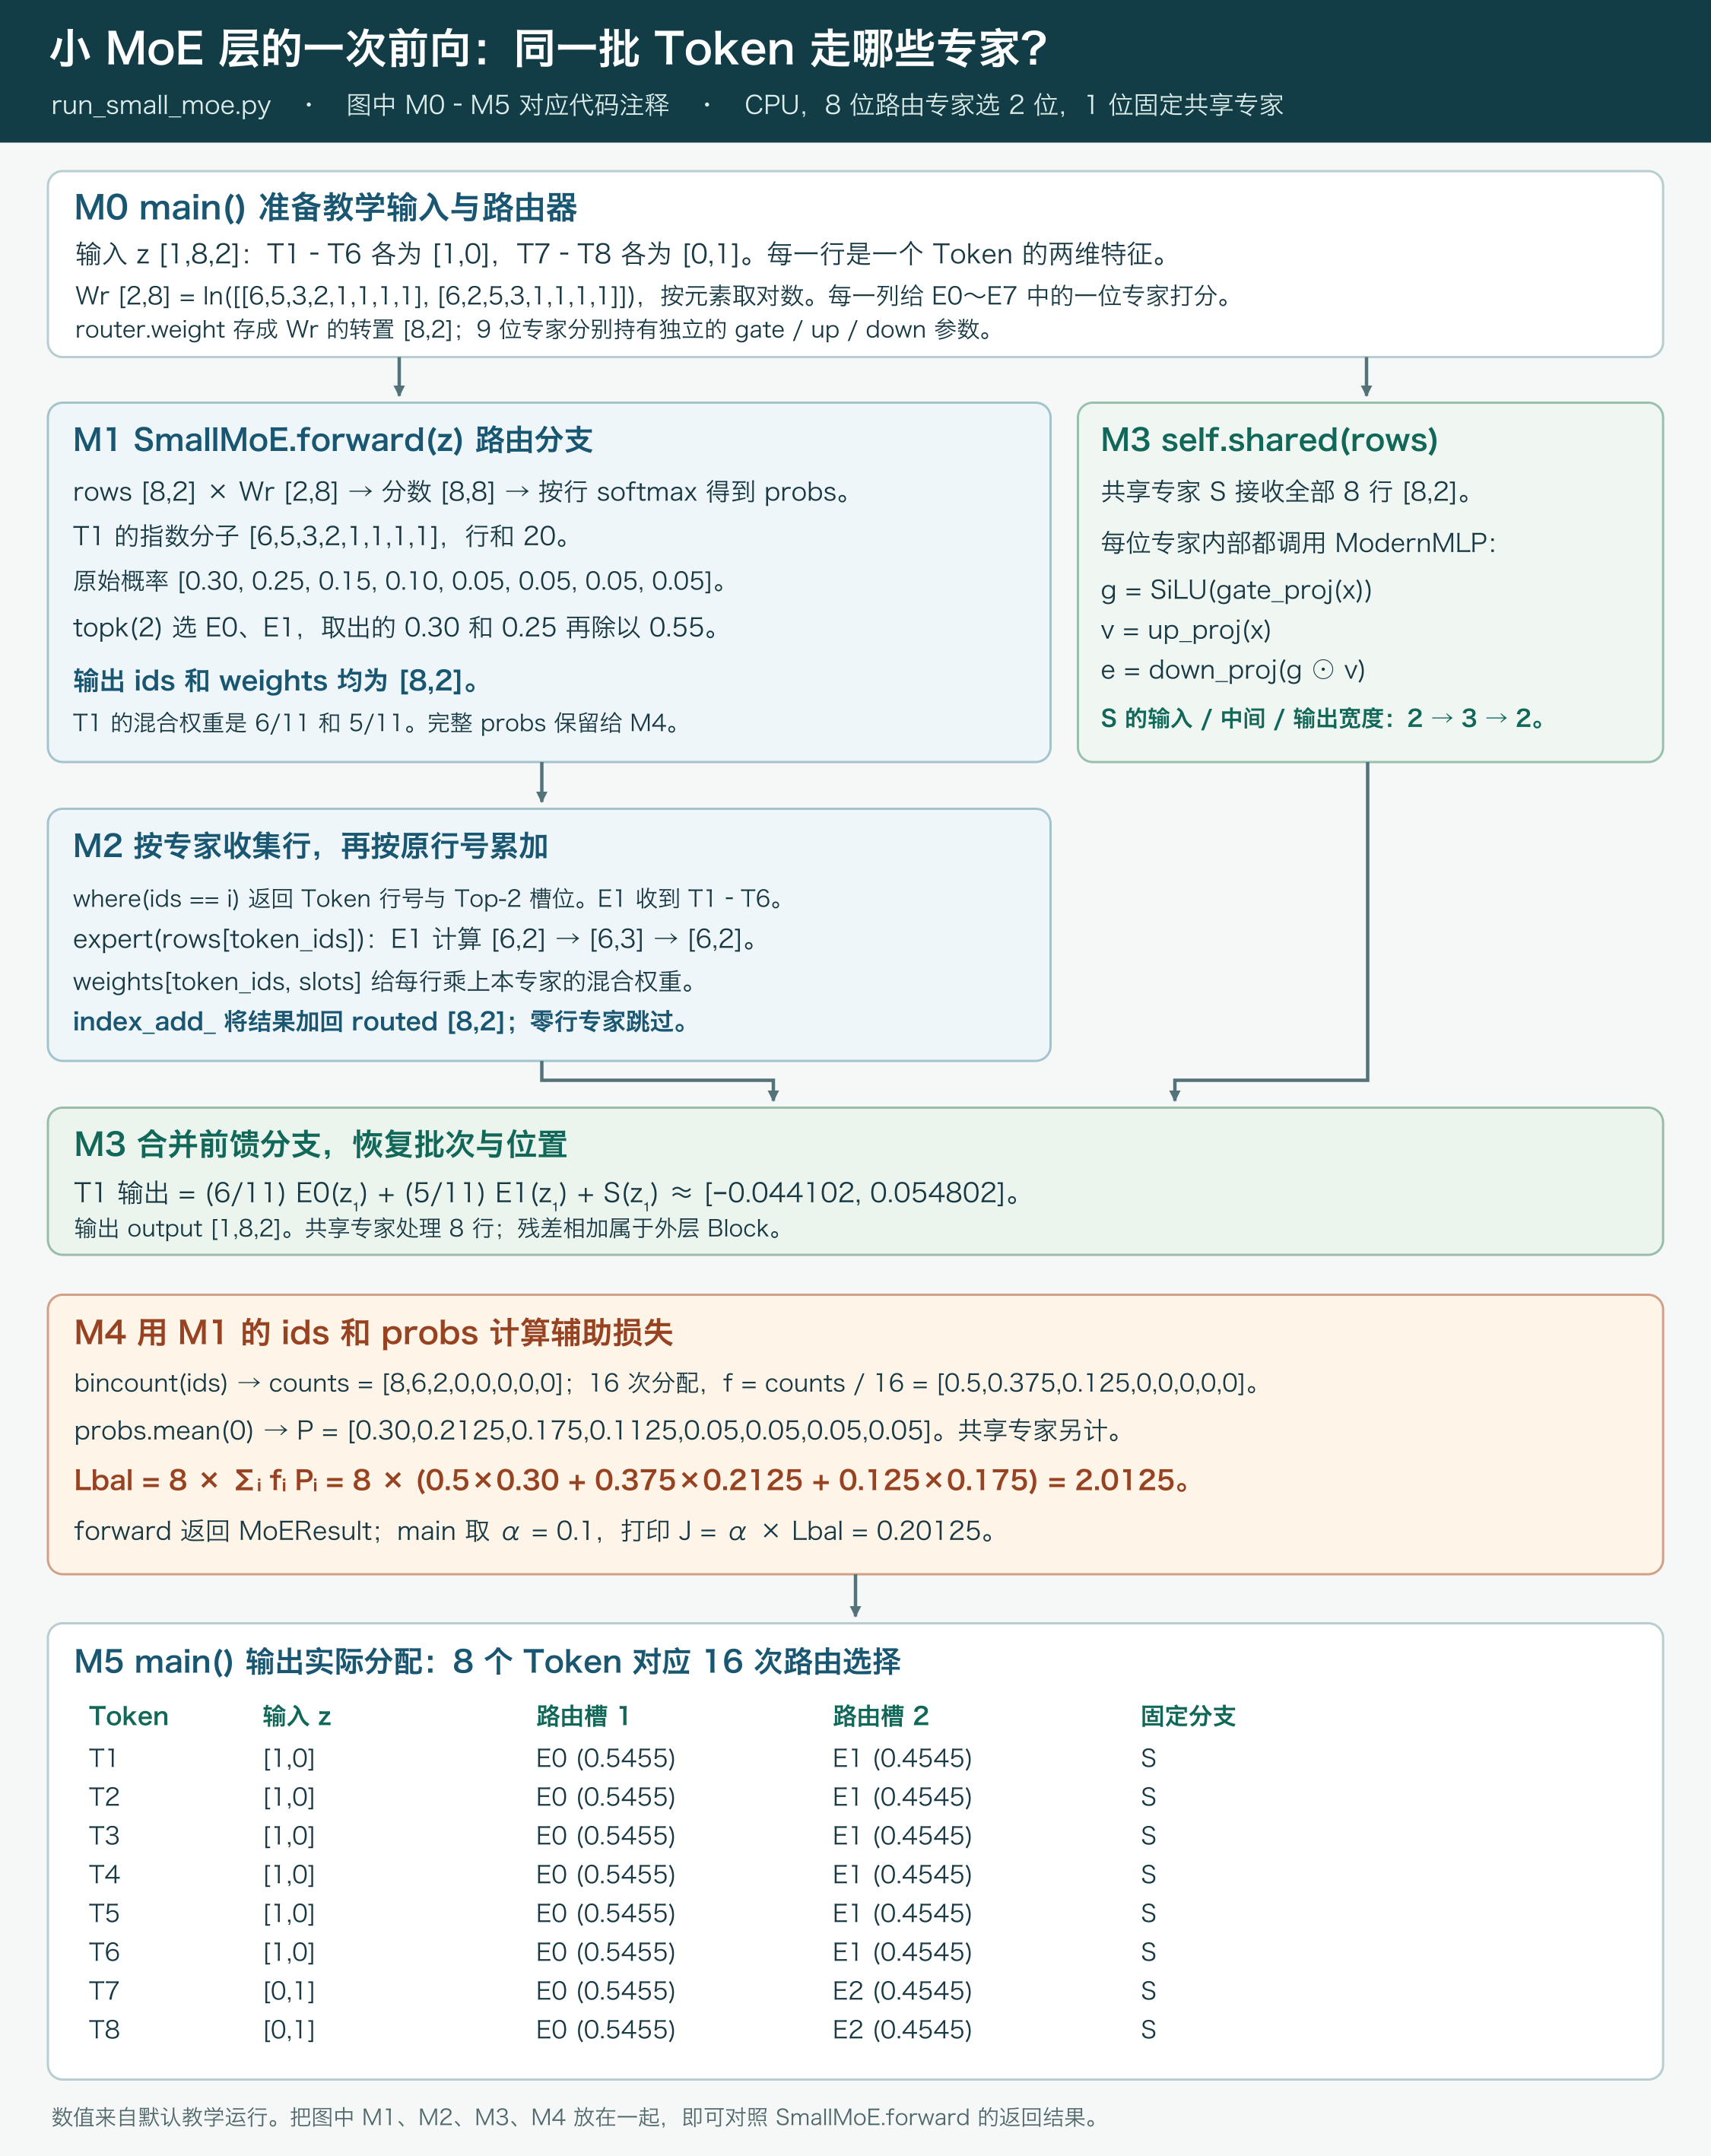 小 MoE 层的一次前向：同一批 Token 走哪些专家？
run_small_moe.py · 图中 M0 - M5 对应代码注释 · CPU，8 位路由专家选 2 位，1 位固定共享专家
M0 main() 准备教学输入与路由器
输入 z [1,8,2]：T1 - T6 各为 [1,0]，T7 - T8 各为 [0,1]。每一行是一个 Token 的两维特征。
Wr [2,8] = ln([[6,5,3,2,1,1,1,1], [6,2,5,3,1,1,1,1]])，按元素取对数。每一列给 E0～E7 中的一位专家打分。
router.weight 存成 Wr 的转置 [8,2]；9 位专家分别持有独立的 gate / up / down 参数。
M1 SmallMoE.forward(z) 路由分支
rows [8,2] × Wr [2,8] → 分数 [8,8] → 按行 softmax 得到 probs。
T1 的指数分子 [6,5,3,2,1,1,1,1]，行和 20。
原始概率 [0.30, 0.25, 0.15, 0.10, 0.05, 0.05, 0.05, 0.05]。
topk(2) 选 E0、E1，取出的 0.30 和 0.25 再除以 0.55。
输出 ids 和 weights 均为 [8,2]。
T1 的混合权重是 6/11 和 5/11。完整 probs 保留给 M4。
M3 self.shared(rows)
共享专家 S 接收全部 8 行 [8,2]。
每位专家内部都调用 ModernMLP：
g = SiLU(gate_proj(x))
v = up_proj(x)
e = down_proj(g ⊙ v)
S 的输入 / 中间 / 输出宽度：2 → 3 → 2。
M2 按专家收集行，再按原行号累加
where(ids == i) 返回 Token 行号与 Top-2 槽位。E1 收到 T1 - T6。
expert(rows[token_ids])：E1 计算 [6,2] → [6,3] → [6,2]。
weights[token_ids, slots] 给每行乘上本专家的混合权重。
index_add_ 将结果加回 routed [8,2]；零行专家跳过。
M3 合并前馈分支，恢复批次与位置
T1 输出 = (6/11) E0(z₁) + (5/11) E1(z₁) + S(z₁) ≈ [−0.044102, 0.054802]。
输出 output [1,8,2]。共享专家处理 8 行；残差相加属于外层 Block。
M4 用 M1 的 ids 和 probs 计算辅助损失
bincount(ids) → counts = [8,6,2,0,0,0,0,0]；16 次分配，f = counts / 16 = [0.5,0.375,0.125,0,0,0,0,0]。
probs.mean(0) → P = [0.30,0.2125,0.175,0.1125,0.05,0.05,0.05,0.05]。共享专家另计。
Lbal = 8 × Σᵢ fᵢ Pᵢ = 8 × (0.5×0.30 + 0.375×0.2125 + 0.125×0.175) = 2.0125。
forward 返回 MoEResult；main 取 α = 0.1，打印 J = α × Lbal = 0.20125。
M5 main() 输出实际分配：8 个 Token 对应 16 次路由选择
Token 输入 z 路由槽 1 路由槽 2 固定分支
T1 [1,0] E0 (0.5455) E1 (0.4545) S
T2 [1,0] E0 (0.5455) E1 (0.4545) S
T3 [1,0] E0 (0.5455) E1 (0.4545) S
T4 [1,0] E0 (0.5455) E1 (0.4545) S
T5 [1,0] E0 (0.5455) E1 (0.4545) S
T6 [1,0] E0 (0.5455) E1 (0.4545) S
T7 [0,1] E0 (0.5455) E2 (0.4545) S
T8 [0,1] E0 (0.5455) E2 (0.4545) S
数值来自默认教学运行。把图中 M1、M2、M3、M4 放在一起，即可对照 SmallMoE.forward 的返回结果。